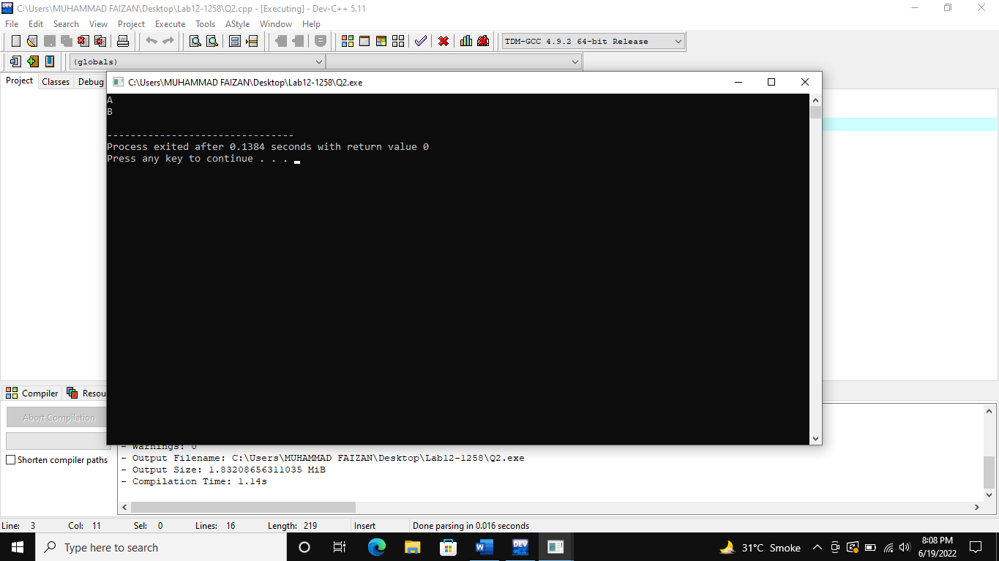 C:\Users\MUHAMMAD FAIZAN\Desktop\Lab12-1258\Q2.cpp - [Executing] - Dev-C++ 5.11
File Edit Search View Project Execute Tools AStyle Window Help
TDM-GCC 4.9.2 64-bit Release
(globals)
Project Classes Debug
C:\Users\MUHAMMAD FAIZAN\Desktop\Lab12-1258\Q2.exe
A
B
--------------------------------
Process exited after 0.1384 seconds with return value 0
Press any key to continue . . .
Compiler Resou
Abort Compilation
Shorten compiler paths
- Warnings: 0
- Output Filename: C:\Users\MUHAMMAD FAIZAN\Desktop\Lab12-1258\Q2.exe
- Output Size: 1.83208656311035 MiB
- Compilation Time: 1.14s
Line: 3 Col: 11 Sel: 0 Lines: 16 Length: 219 Insert Done parsing in 0.016 seconds
Type here to search
DEV
31°C Smoke
8:08 PM
6/19/2022